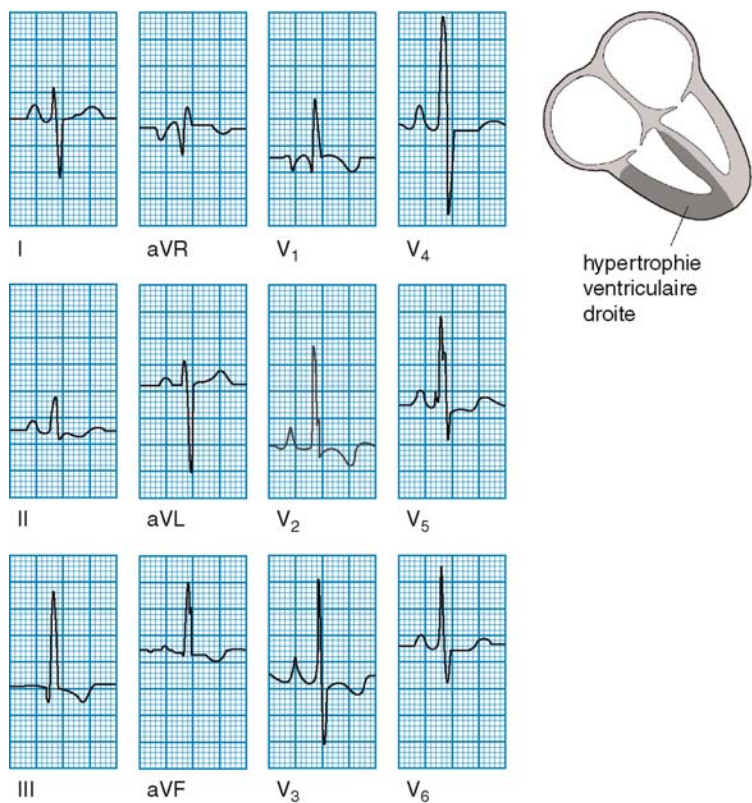 I aVR V₁ V₄
hypertrophie
ventriculaire
droite
II aVL V₂ V₅
III aVF V₃ V₆